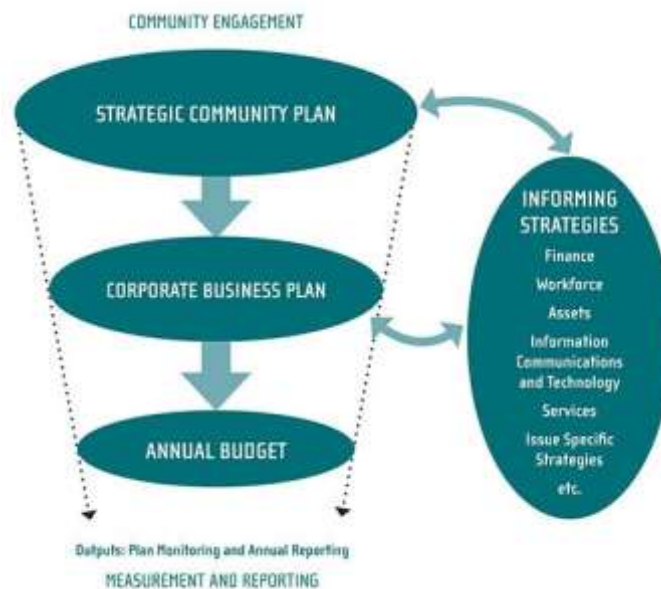 COMMUNITY ENGAGEMENT
STRATEGIC COMMUNITY PLAN
CORPORATE BUSINESS PLAN
ANNUAL BUDGET
Outputs: Plan Monitoring and Annual Reporting
MEASUREMENT AND REPORTING
INFORMING
STRATEGIES
Finance
Workforce
Assets
Information
Communications
and Technology
Services
Issue Specific
Strategies
etc.